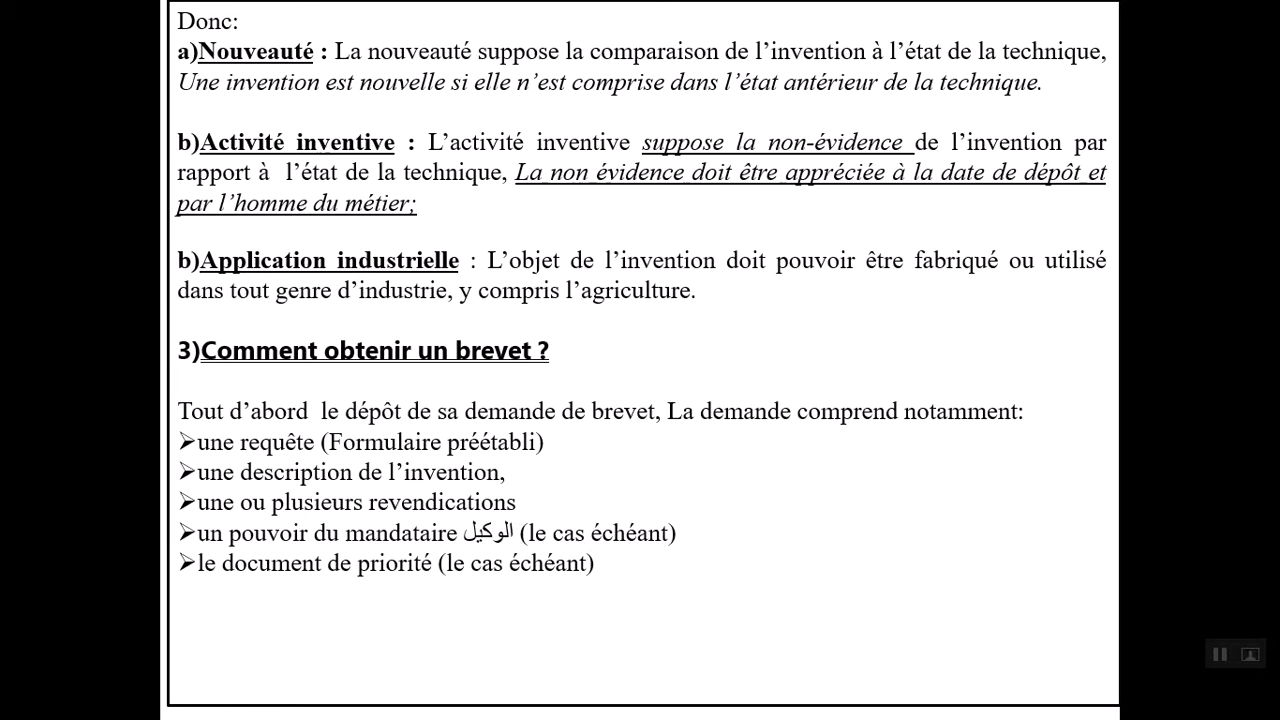 Donc:
a)Nouveauté : La nouveauté suppose la comparaison de l’invention à l’état de la technique,
Une invention est nouvelle si elle n’est comprise dans l’état antérieur de la technique.
b)Activité inventive : L’activité inventive suppose la non-évidence de l’invention par
rapport à l’état de la technique, La non évidence doit être appréciée à la date de dépôt et
par l’homme du métier;
b)Application industrielle : L’objet de l’invention doit pouvoir être fabriqué ou utilisé
dans tout genre d’industrie, y compris l’agriculture.
3)Comment obtenir un brevet ?
Tout d’abord le dépôt de sa demande de brevet, La demande comprend notamment:
➢une requête (Formulaire préétabli)
➢une description de l’invention,
➢une ou plusieurs revendications
➢un pouvoir du mandataire الوكيل (le cas échéant)
➢le document de priorité (le cas échéant)